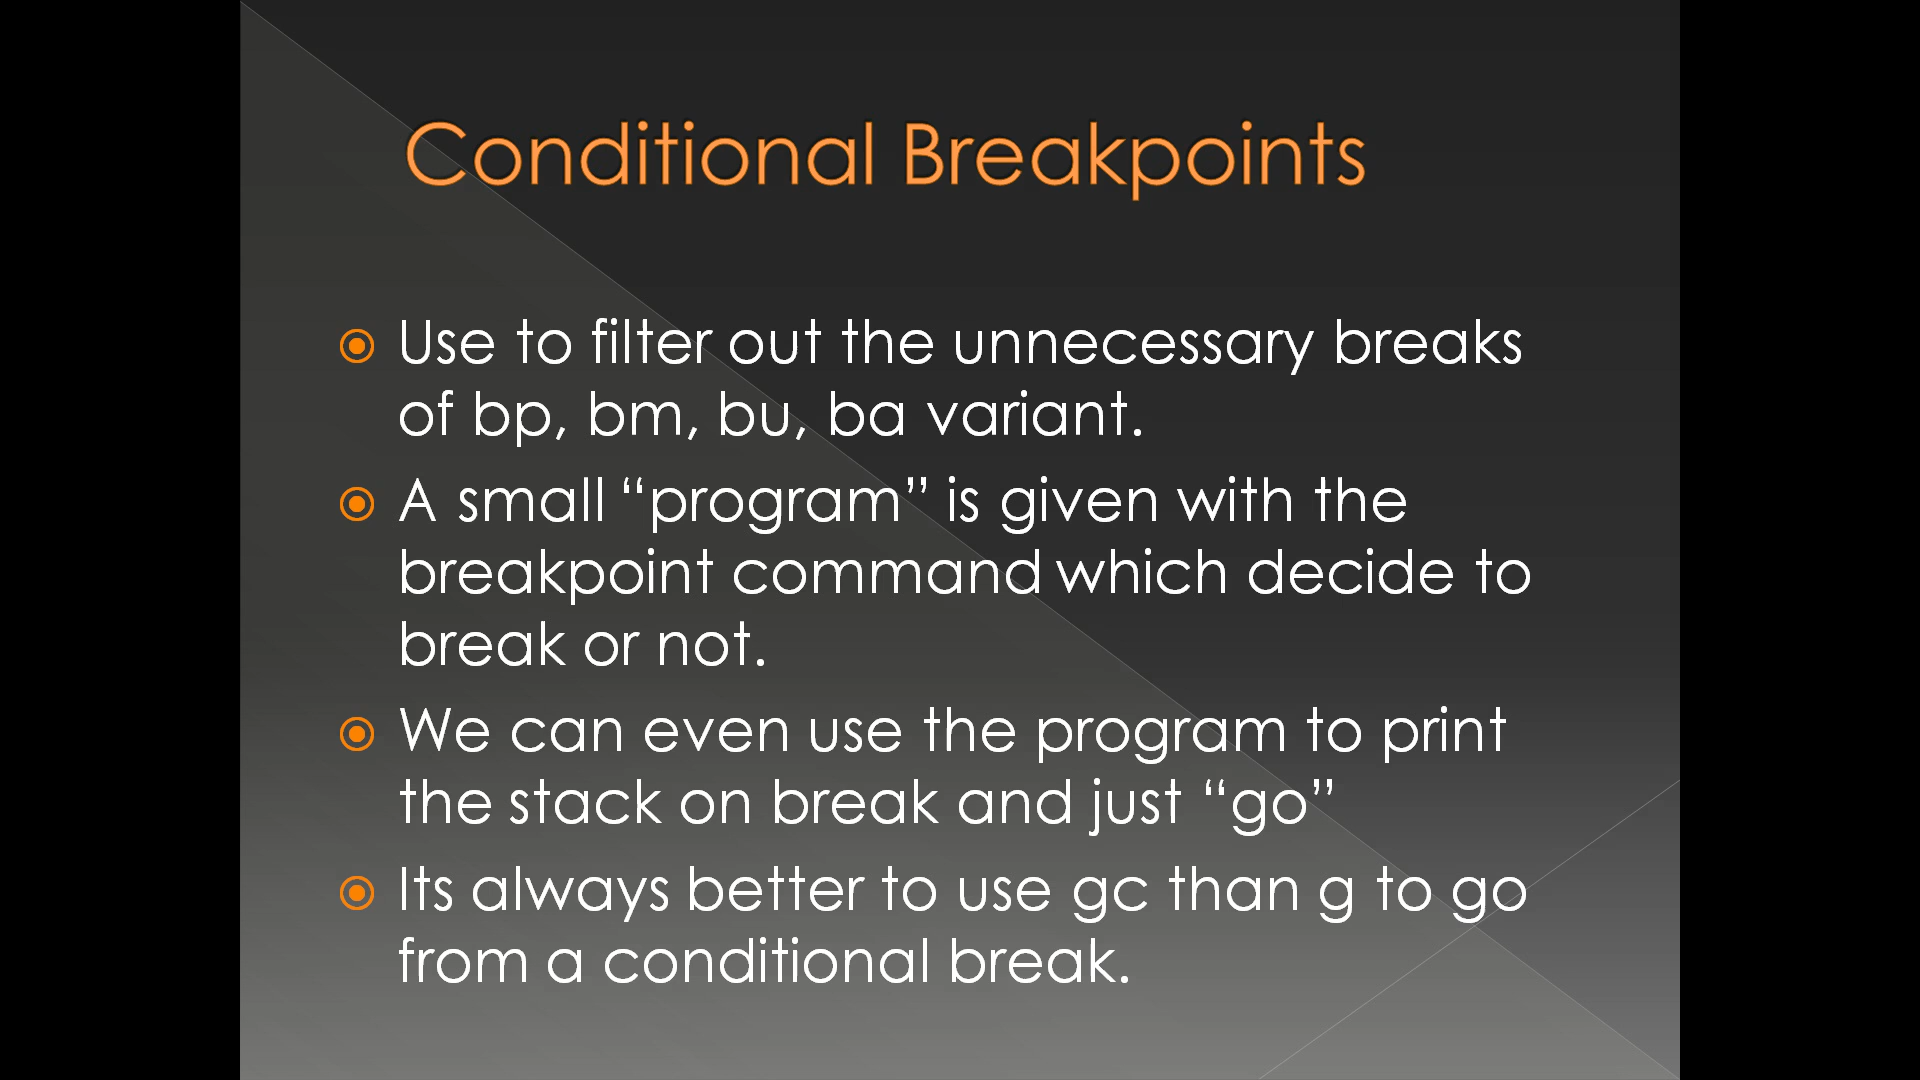 Conditional Breakpoints
Use to filter out the unnecessary breaks
of bp, bm, bu, ba variant.
A small “program” is given with the
breakpoint command which decide to
break or not.
We can even use the program to print
the stack on break and just “go”
Its always better to use gc than g to go
from a conditional break.